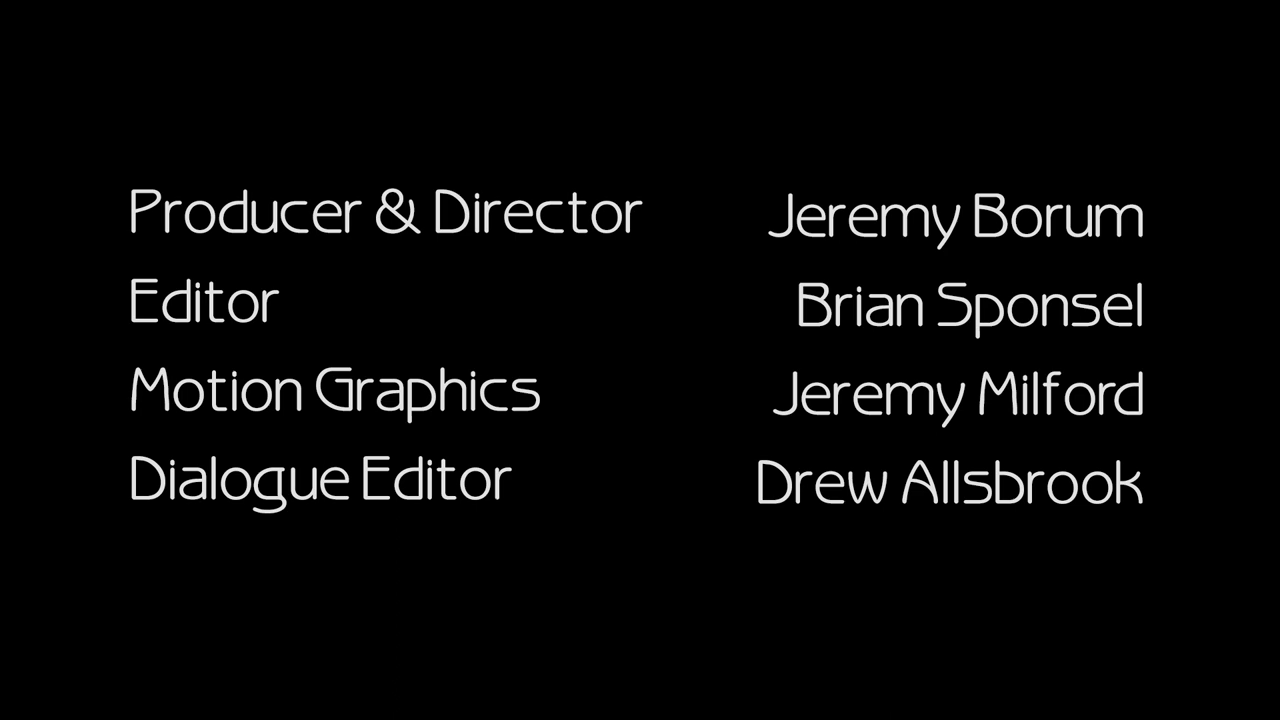 Producer & Director Jeremy Borum
Editor Brian Sponsel
Motion Graphics Jeremy Milford
Dialogue Editor Drew Allsbrook